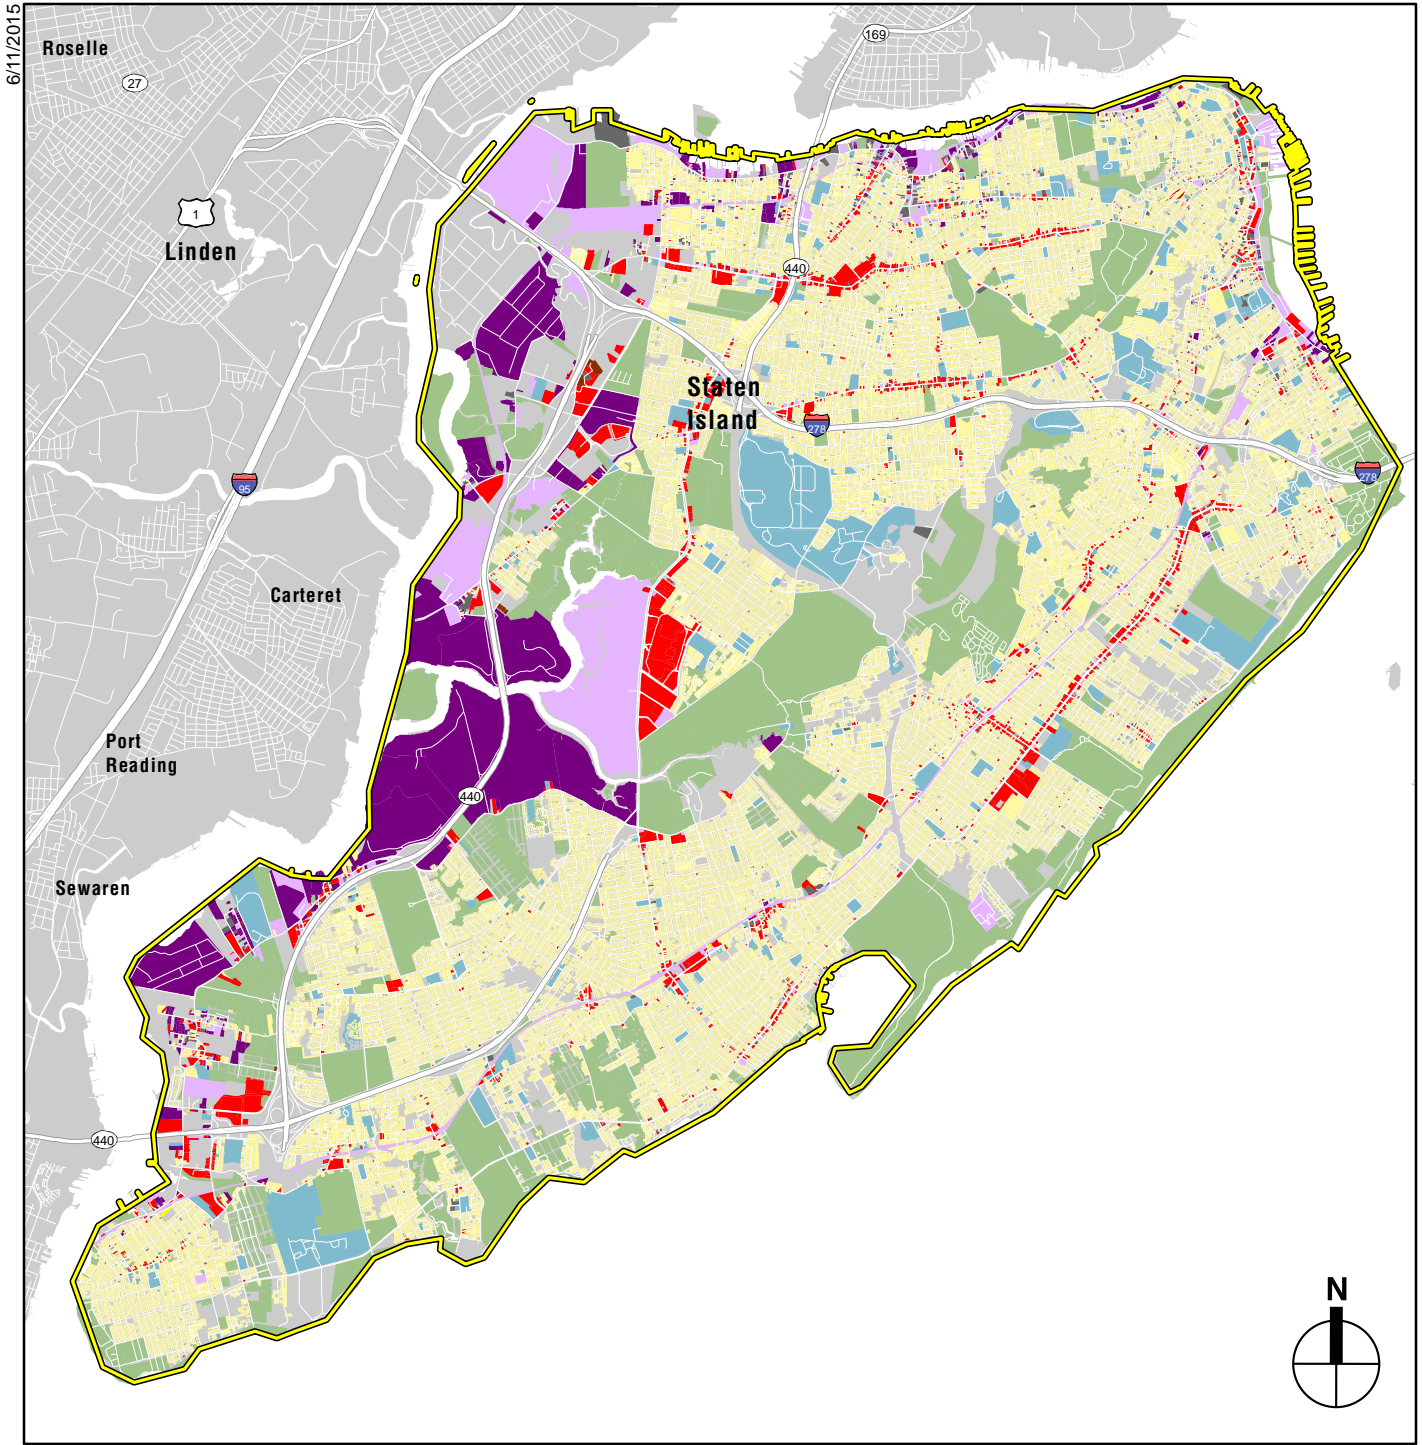 6/11/2015
Roselle
27
169
1
Linden
440
Staten
Island
278
278
95
Carteret
Port
Reading
440
Sewaren
440
N